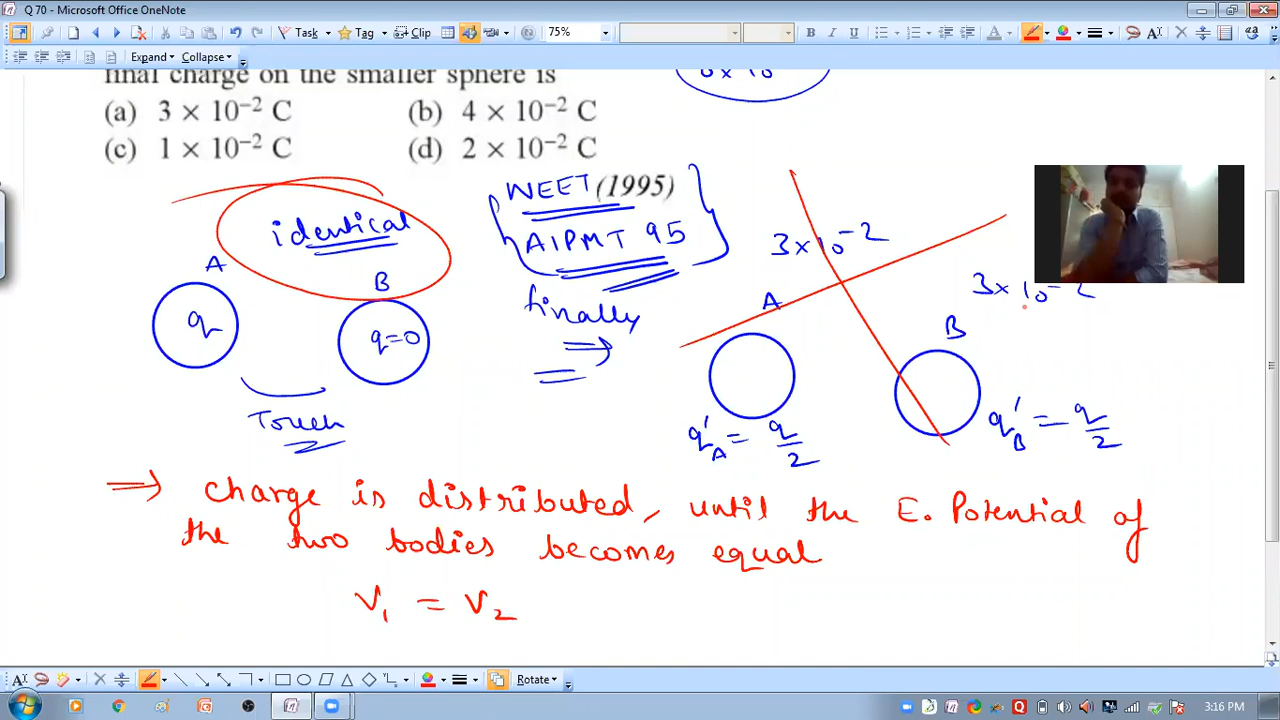 Q 70 - Microsoft Office OneNote
Task
Tag
Clip
75%
Expand
Collapse
final charge on the smaller sphere is
(a) 3 × 10⁻² C (b) 4 × 10⁻² C
(c) 1 × 10⁻² C (d) 2 × 10⁻² C
NEET (1995)
AIPMT 95
identical
A
B
q
q=0
Touch
finally
⇒
3×10⁻²
3×10⁻²
A
B
q'A = q/2
q'B = q/2
⇒ charge is distributed, until the E. Potential of
the two bodies becomes equal
V₁ = V₂
Rotate
3:16 PM